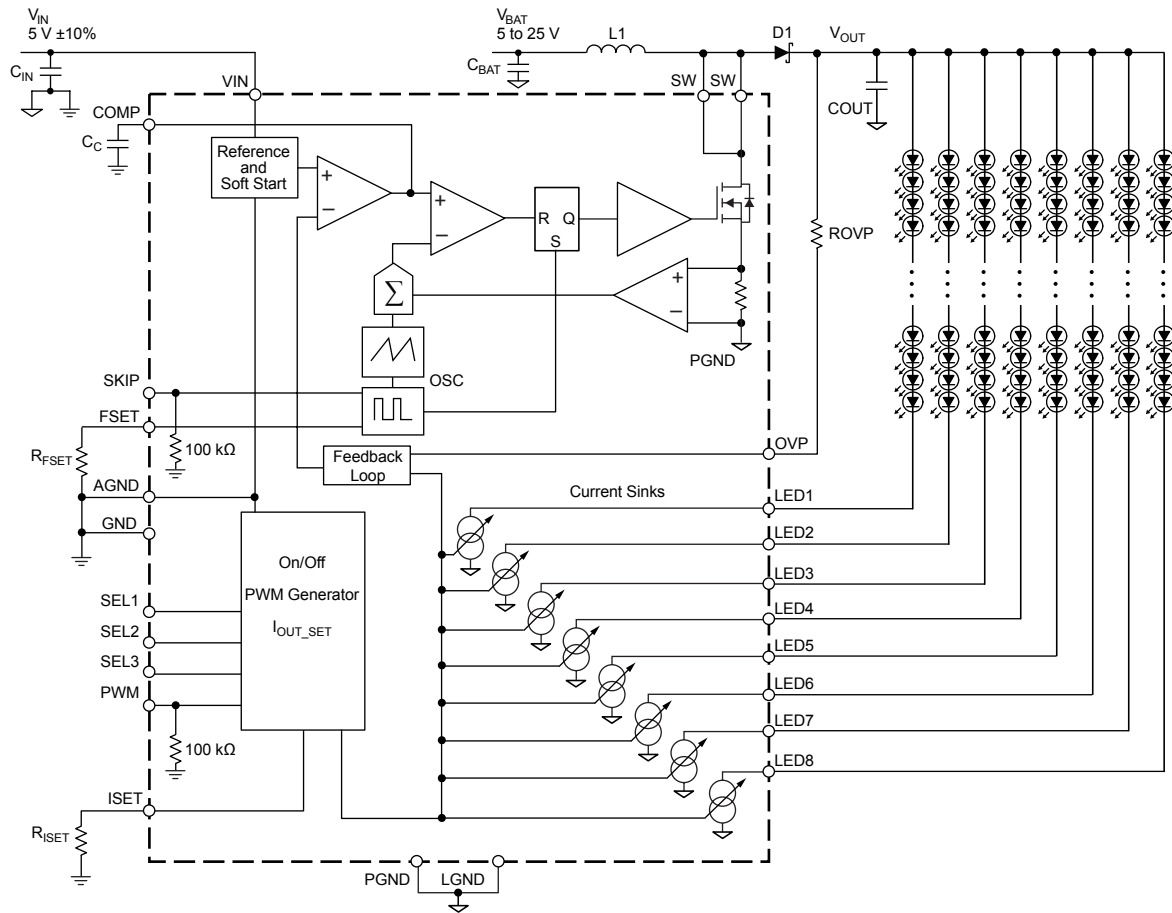 V_IN
5 V ±10%
V_BAT
5 to 25 V
L1
D1
V_OUT
C_IN
C_BAT
VIN
SW
SW
COUT
COMP
C_C
Reference
and
Soft Start
+
−
+
−
R Q
S
ROVP
Σ
+
−
PGND
SKIP
OSC
FSET
100 kΩ
R_FSET
Feedback
Loop
OVP
AGND
Current Sinks
LED1
GND
LED2
On/Off
PWM Generator
I_OUT_SET
LED3
SEL1
LED4
SEL2
LED5
SEL3
PWM
LED6
LED7
100 kΩ
LED8
ISET
R_ISET
PGND
LGND